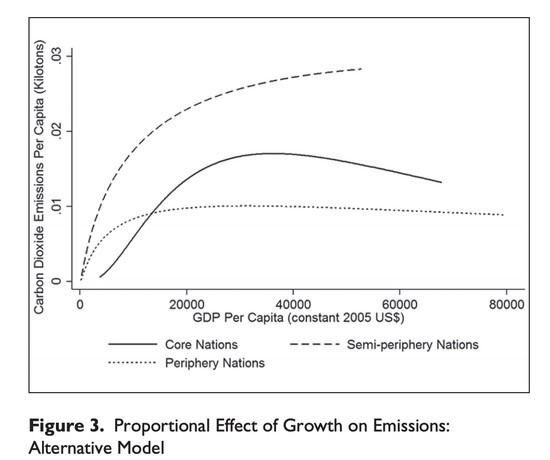 Carbon Dioxide Emissions Per Capita (Kilotons)
.03
.02
.01
0
0 20000 40000 60000 80000
GDP Per Capita (constant 2005 US$)
Core Nations Semi-periphery Nations
Periphery Nations
Figure 3. Proportional Effect of Growth on Emissions:
Alternative Model